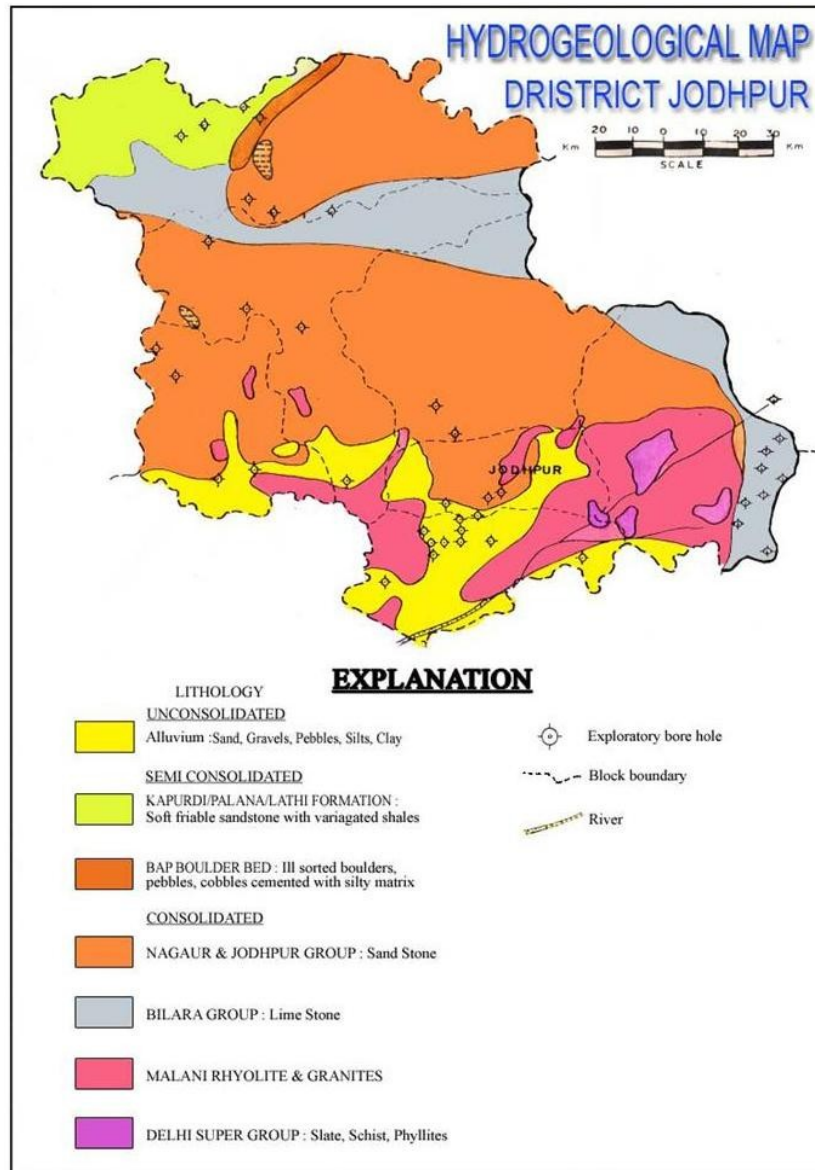 HYDROGEOLOGICAL MAP
DRISTRICT JODHPUR
20 10 0 10 20 30
Km Km
SCALE
JODHPUR
EXPLANATION
LITHOLOGY
UNCONSOLIDATED
Alluvium : Sand, Gravels, Pebbles, Silts, Clay
SEMI CONSOLIDATED
KAPURDI/PALANA/LATHI FORMATION :
Soft friable sandstone with variagated shales
BAP BOULDER BED : Ill sorted boulders,
pebbles, cobbles cemented with silty matrix
CONSOLIDATED
NAGAUR & JODHPUR GROUP : Sand Stone
BILARA GROUP : Lime Stone
MALANI RHYOLITE & GRANITES
DELHI SUPER GROUP : Slate, Schist, Phyllites
Exploratory bore hole
Block boundary
River